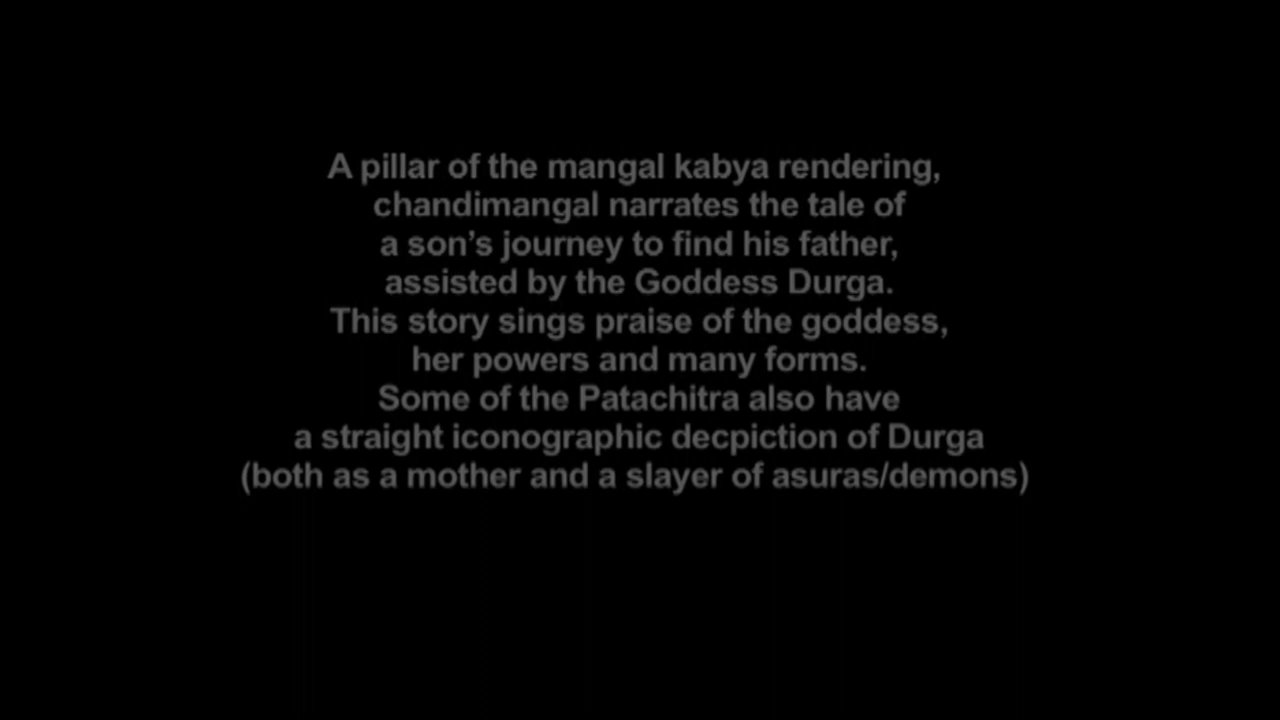 A pillar of the mangal kabya rendering,
chandimangal narrates the tale of
a son’s journey to find his father,
assisted by the Goddess Durga.
This story sings praise of the goddess,
her powers and many forms.
Some of the Patachitra also have
a straight iconographic decpiction of Durga
(both as a mother and a slayer of asuras/demons)